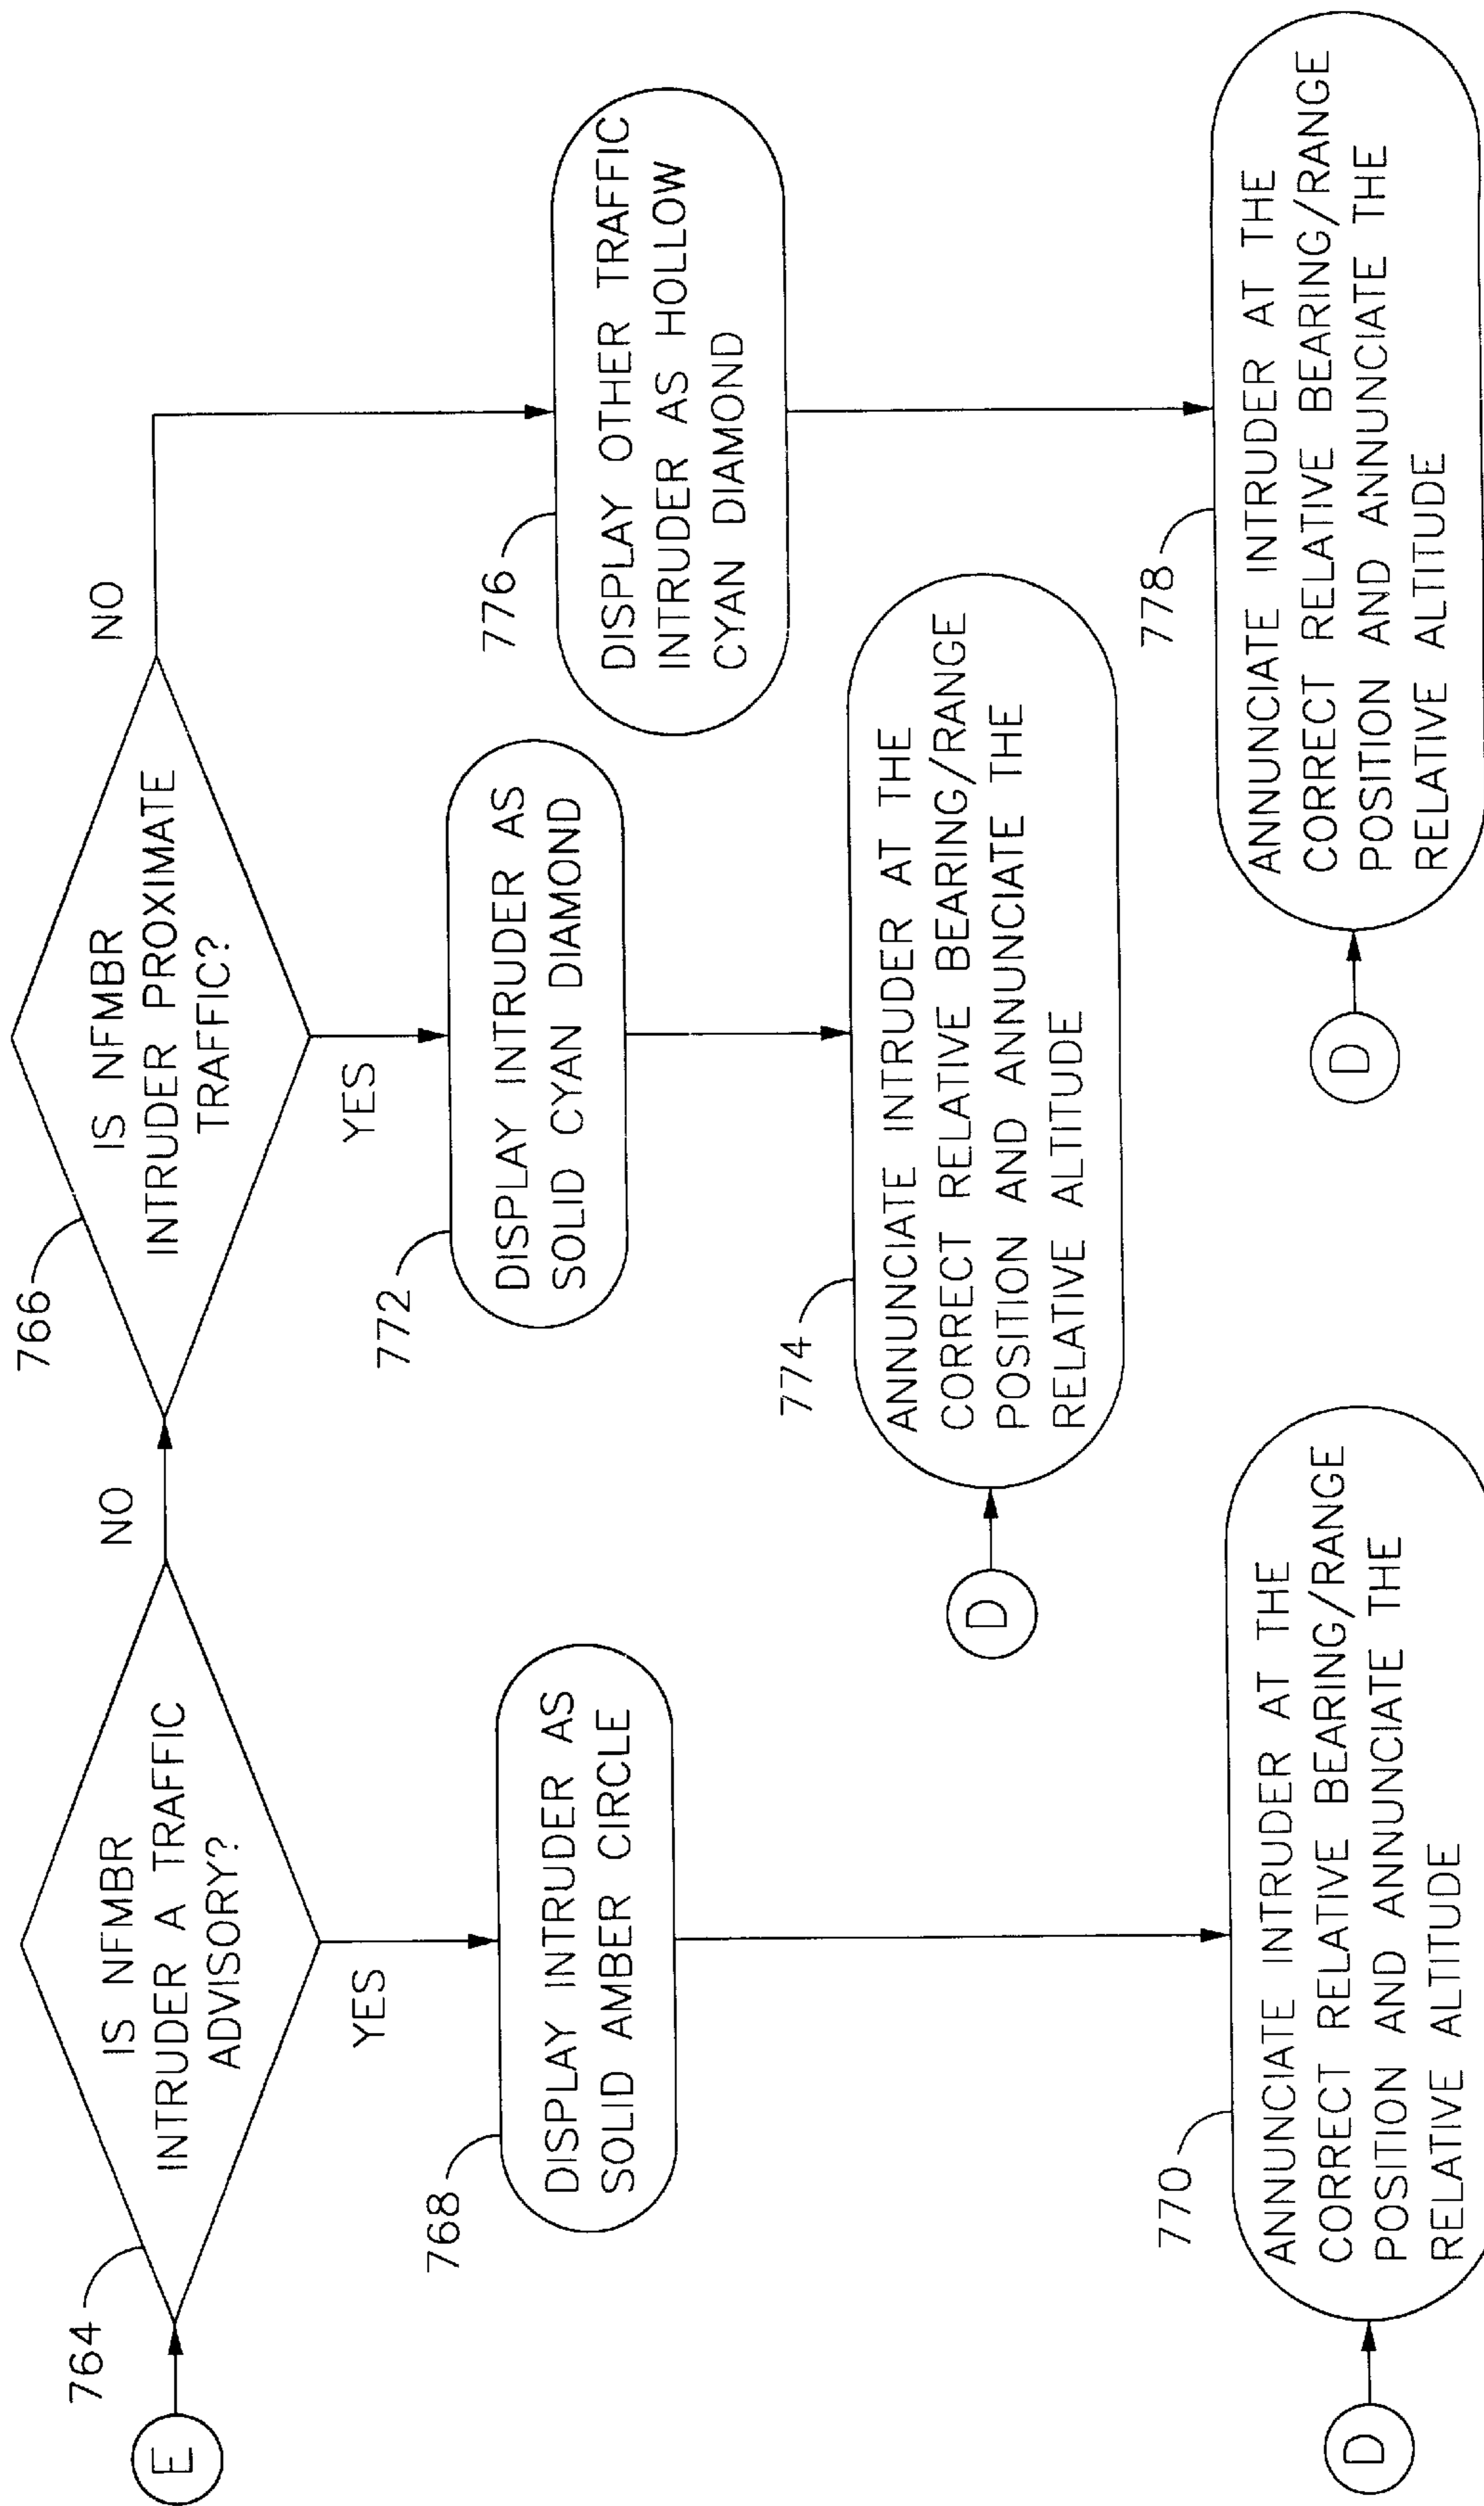 E
764
IS NFMBR
INTRUDER A TRAFFIC
ADVISORY?
NO
YES
766
IS NFMBR
INTRUDER PROXIMATE
TRAFFIC?
NO
YES
768
DISPLAY INTRUDER AS
SOLID AMBER CIRCLE
772
DISPLAY INTRUDER AS
SOLID CYAN DIAMOND
776
DISPLAY OTHER TRAFFIC
INTRUDER AS HOLLOW
CYAN DIAMOND
D
774
ANNUNCIATE INTRUDER AT THE
CORRECT RELATIVE BEARING/RANGE
POSITION AND ANNUNCIATE THE
RELATIVE ALTITUDE
D
770
ANNUNCIATE INTRUDER AT THE
CORRECT RELATIVE BEARING/RANGE
POSITION AND ANNUNCIATE THE
RELATIVE ALTITUDE
D
778
ANNUNCIATE INTRUDER AT THE
CORRECT RELATIVE BEARING/RANGE
POSITION AND ANNUNCIATE THE
RELATIVE ALTITUDE